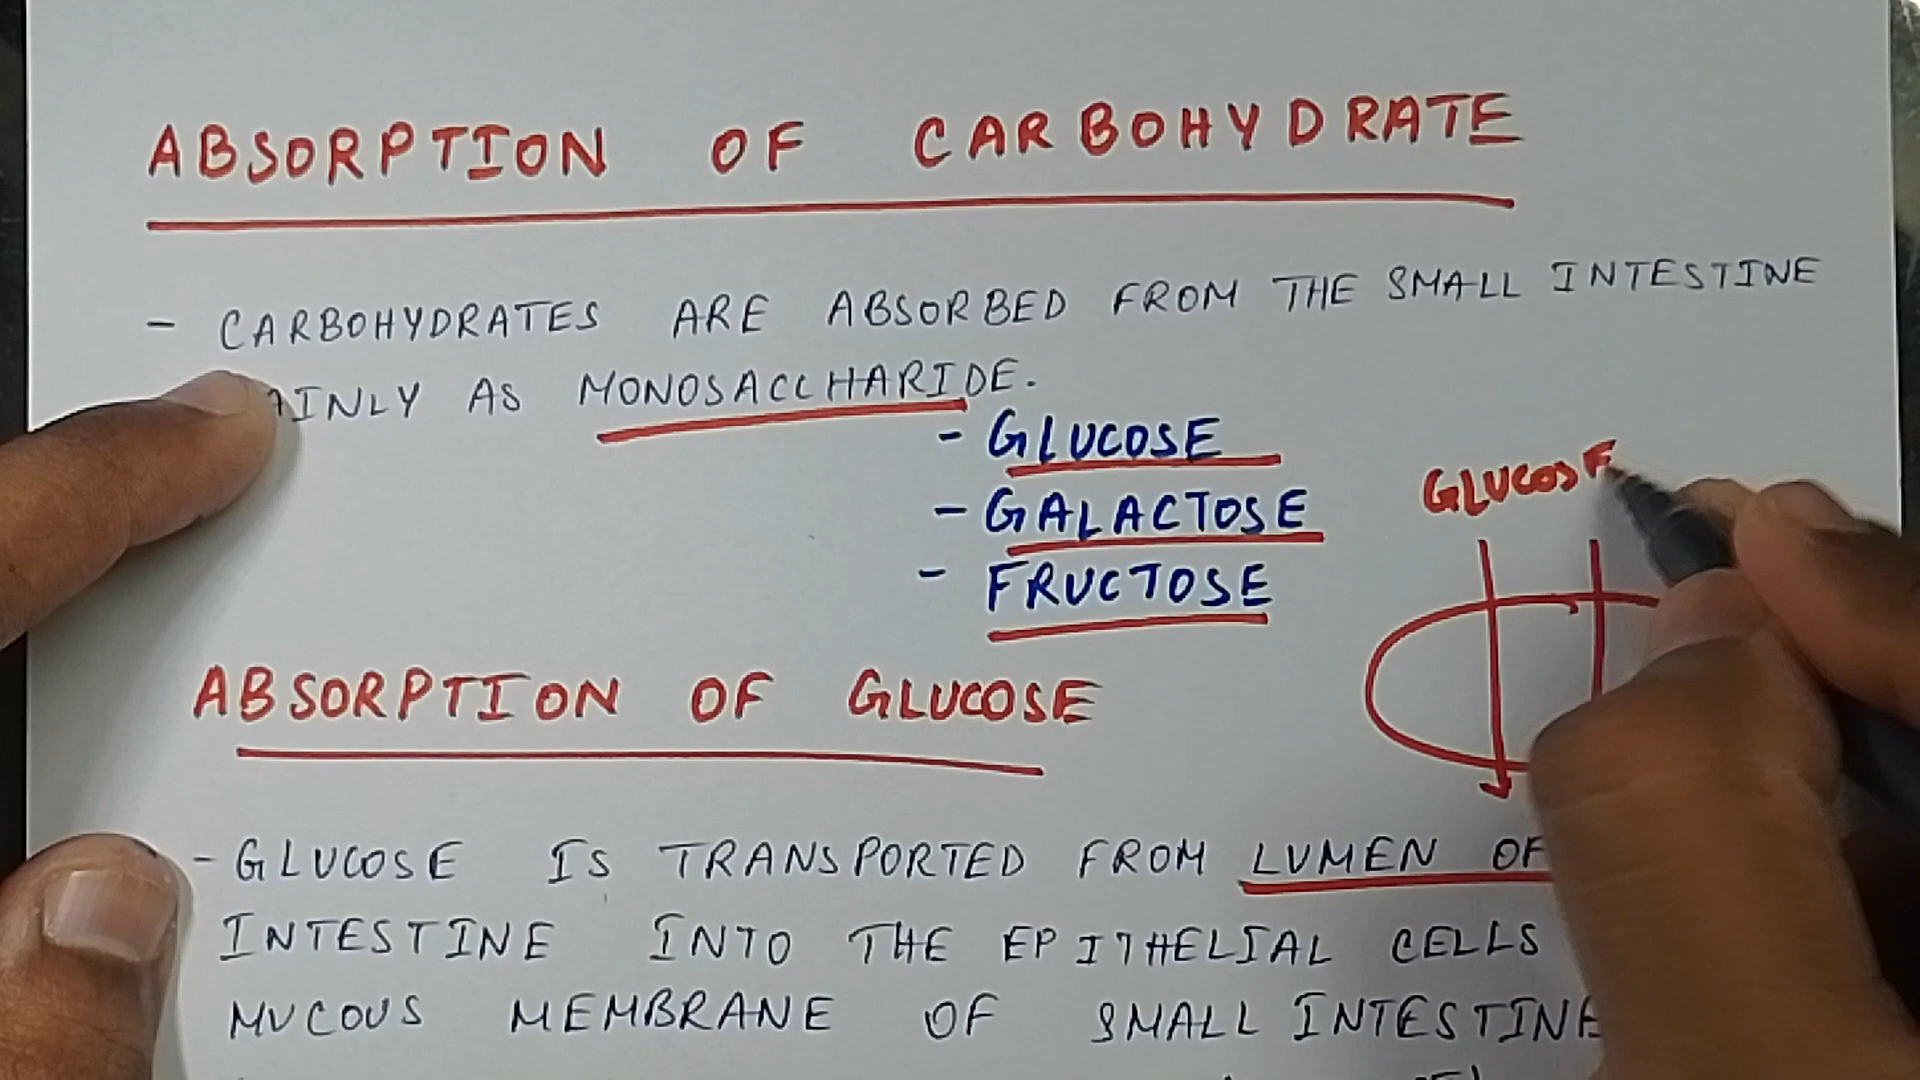 ABSORPTION OF CARBOHYDRATE
- CARBOHYDRATES ARE ABSORBED FROM THE SMALL INTESTINE
AINLY AS MONOSACCHARIDE.
- GLUCOSE
- GALACTOSE
- FRUCTOSE
GLUCOSE
ABSORPTION OF GLUCOSE
- GLUCOSE IS TRANSPORTED FROM LUMEN OF
INTESTINE INTO THE EPITHELIAL CELLS
MUCOUS MEMBRANE OF SMALL INTESTINE